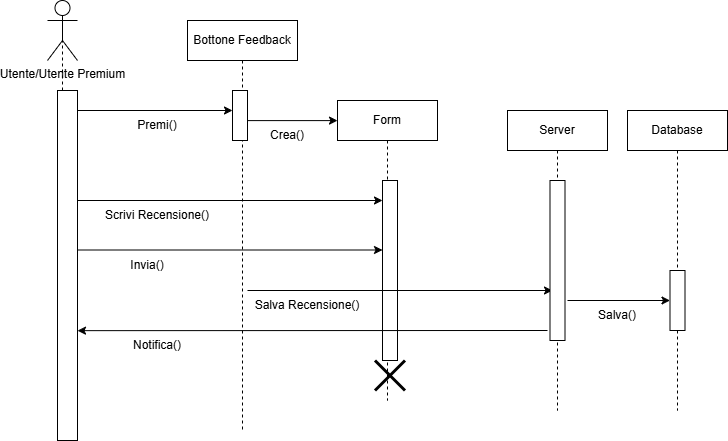 Bottone Feedback
Utente/Utente Premium
Premi()
Crea()
Form
Server
Database
Scrivi Recensione()
Invia()
Salva Recensione()
Salva()
Notifica()